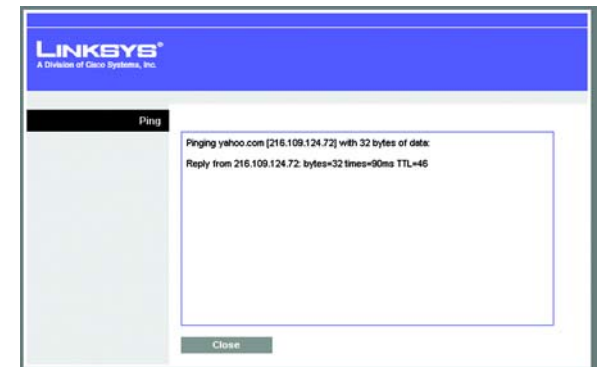 LINKSYS®
A Division of Cisco Systems, Inc.
Ping
Pinging yahoo.com [216.109.124.72] with 32 bytes of data:
Reply from 216.109.124.72: bytes=32 times=90ms TTL=46
Close